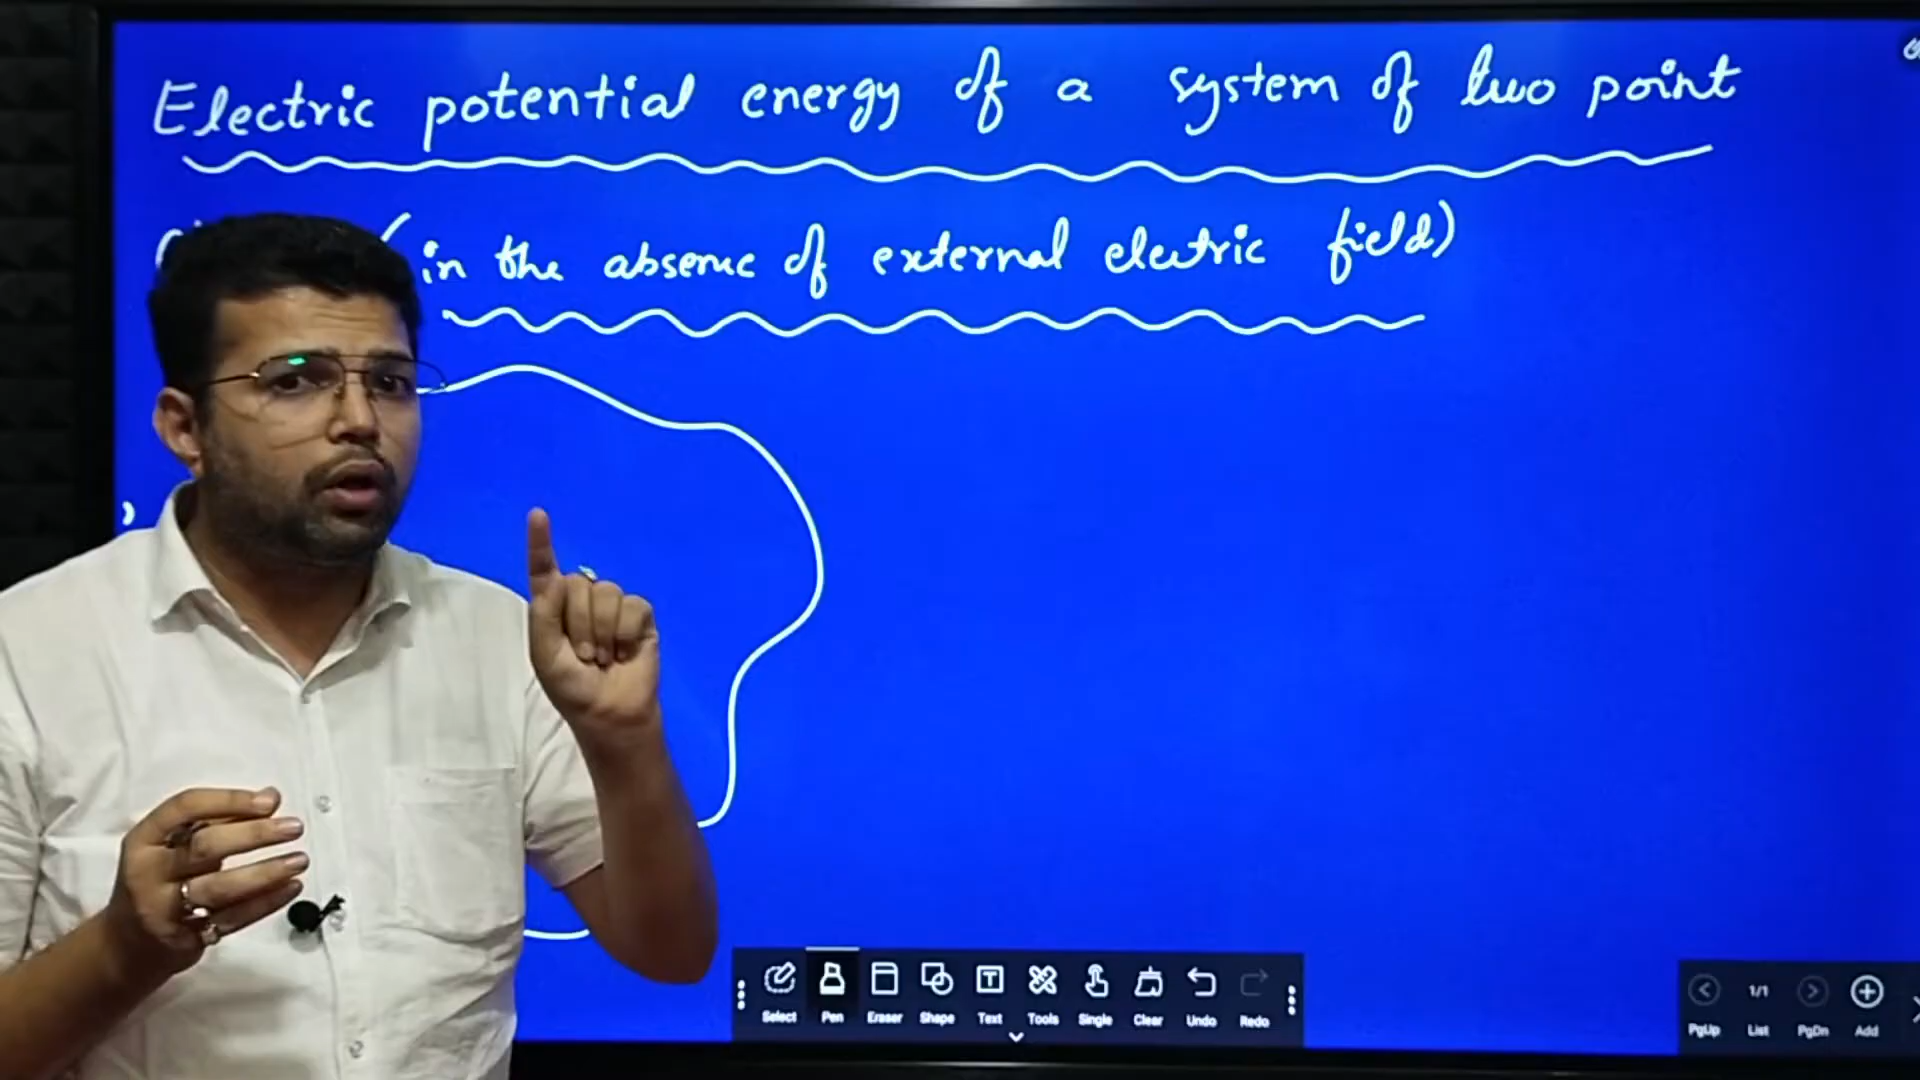 Electric potential energy of a system of two point
(in the absence of external electric field)
Select Pen Eraser Shape Text Tools Single Clear Undo Redo
1/1
PgUp List PgDn Add